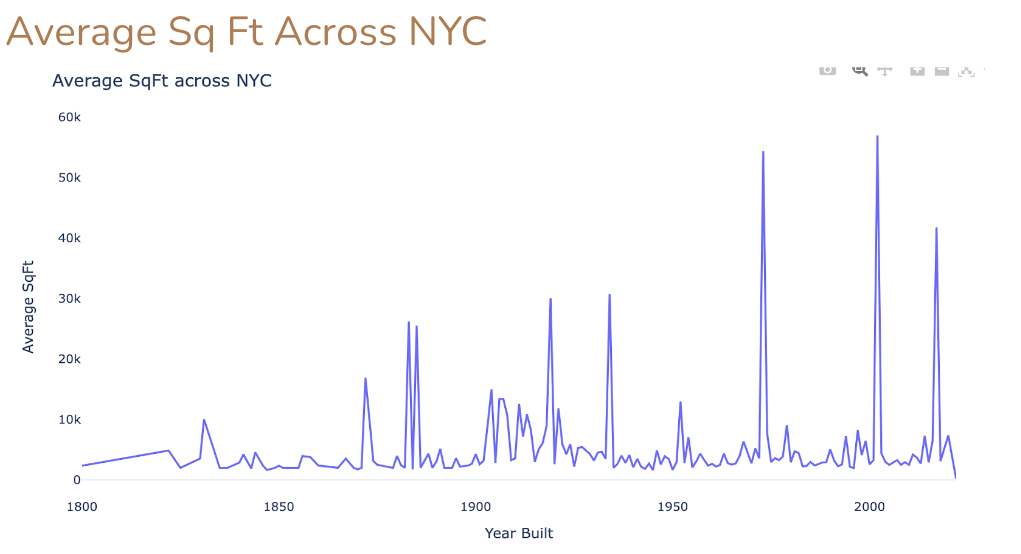 Average Sq Ft Across NYC
Average SqFt across NYC
60k
50k
40k
30k
20k
10k
0
Average SqFt
1800 1850 1900 1950 2000
Year Built